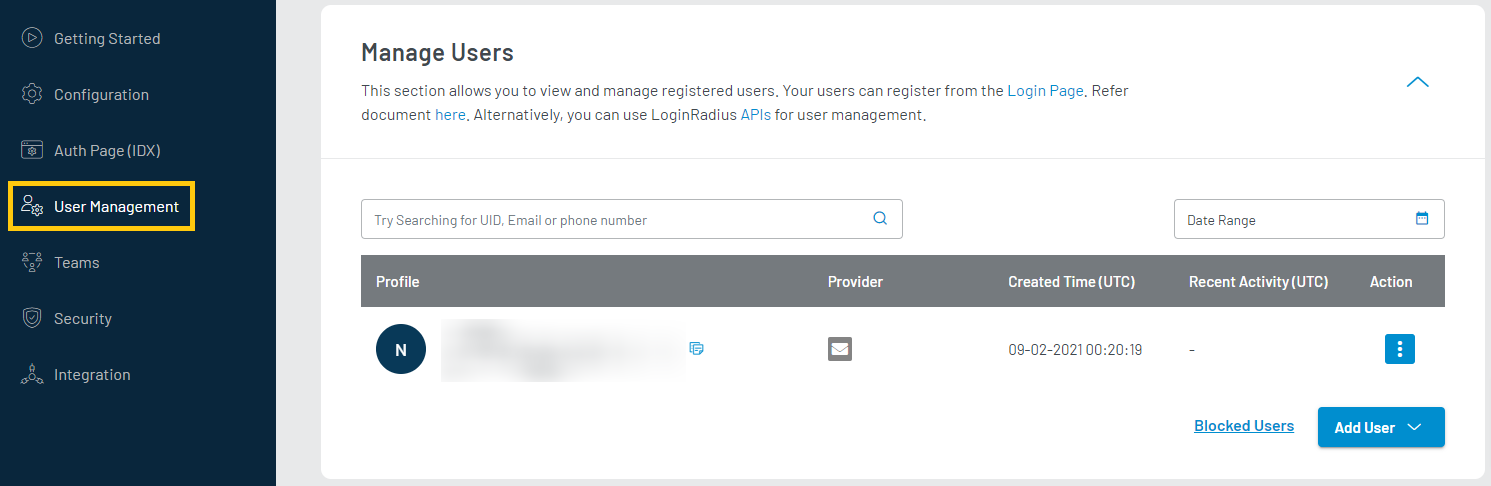 Getting Started
Configuration
Auth Page (IDX)
User Management
Teams
Security
Integration
Manage Users
This section allows you to view and manage registered users. Your users can register from the Login Page. Refer
document here. Alternatively, you can use LoginRadius APIs for user management.
Try Searching for UID, Email or phone number
Date Range
Profile Provider Created Time (UTC) Recent Activity (UTC) Action
N 09-02-2021 00:20:19 -
Blocked Users Add User